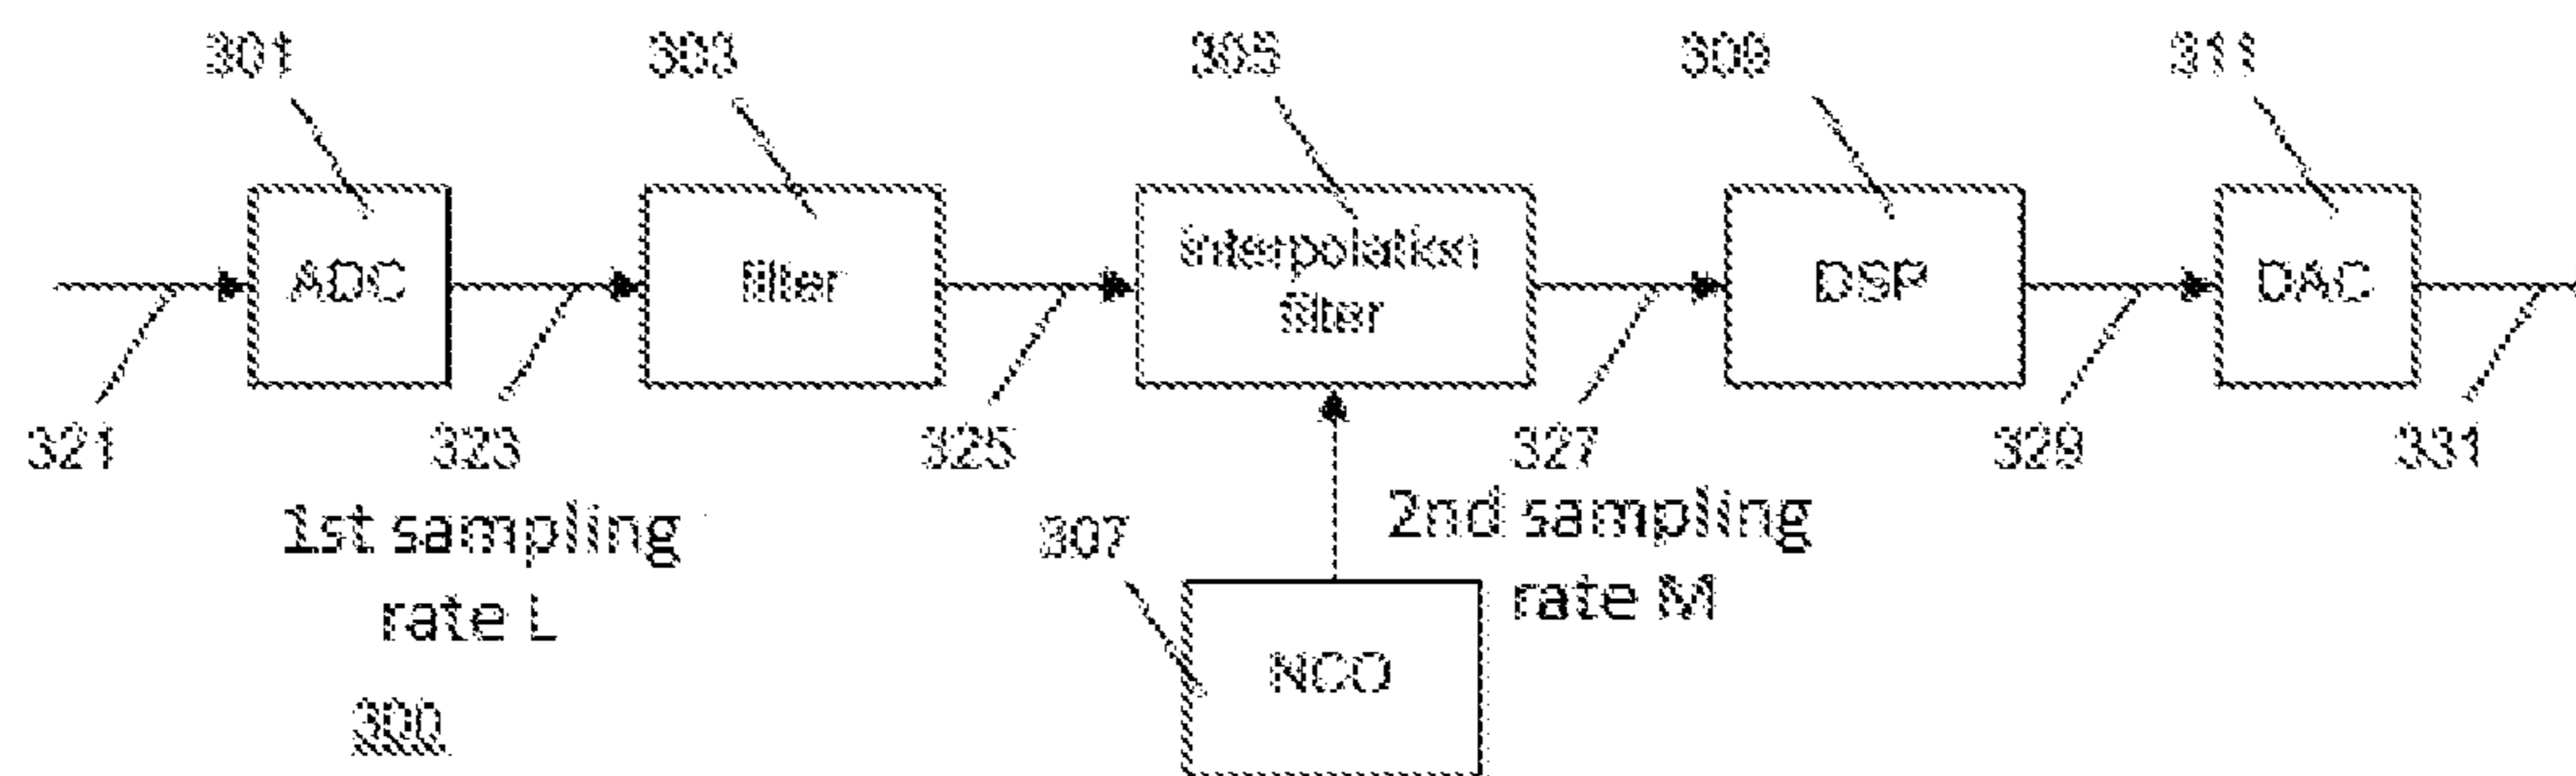 301
303
305
309
311
ADC
filter
interpolation
filter
DSP
DAC
321
323
325
327
329
331
1st sampling
rate L
307
2nd sampling
rate M
NCO
300